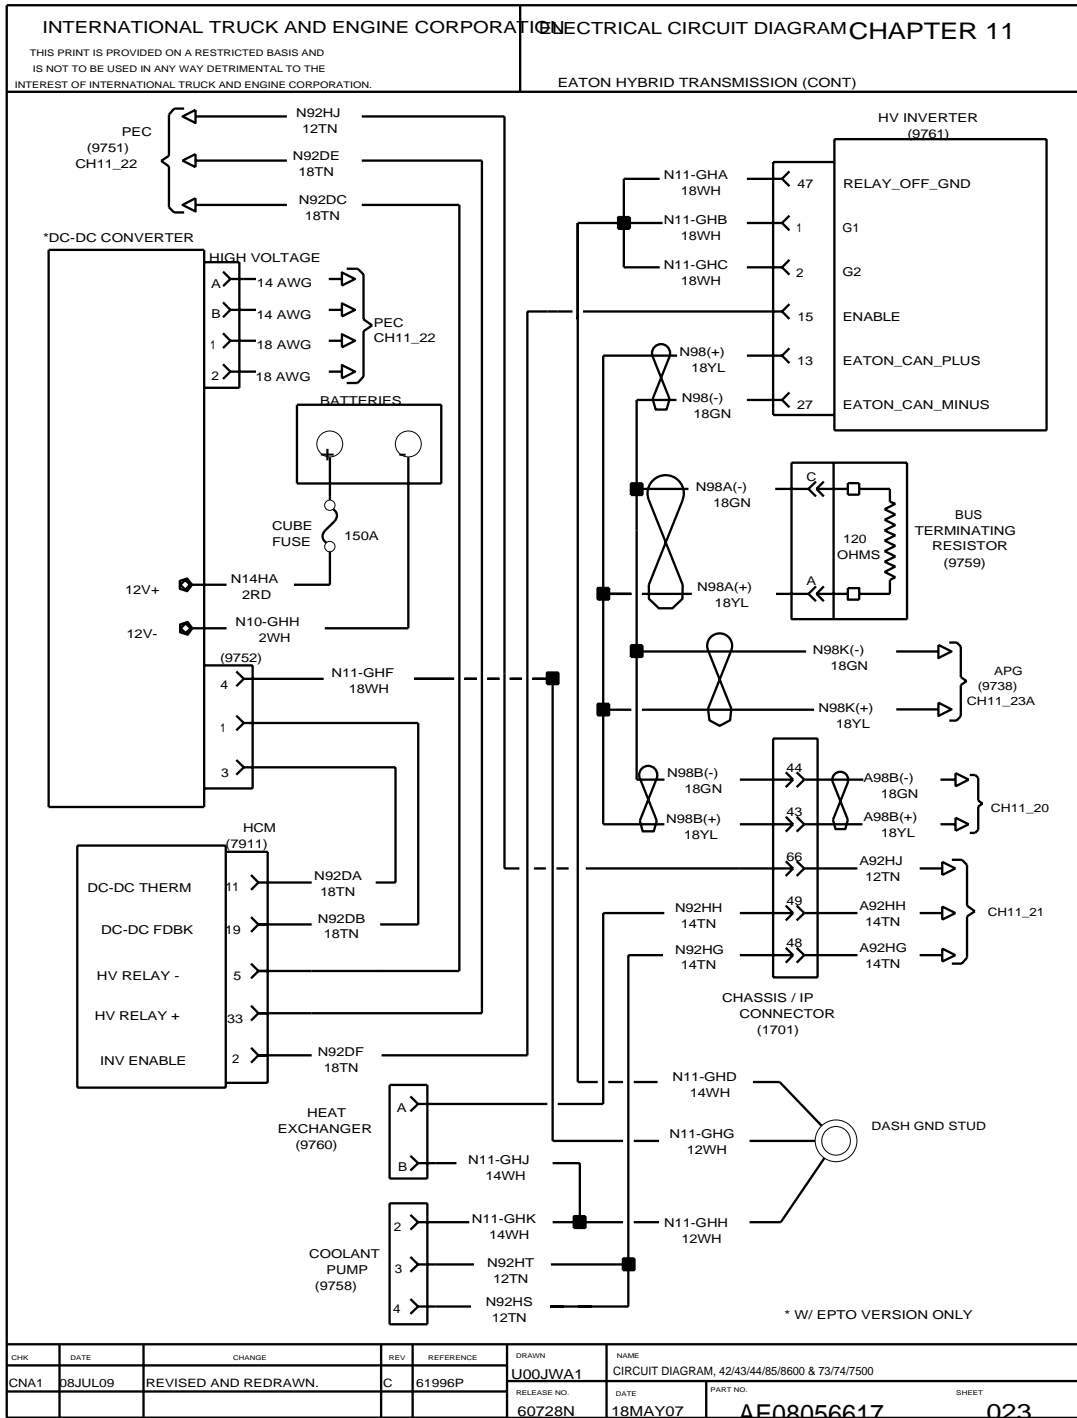 INTERNATIONAL TRUCK AND ENGINE CORPORATION
ELECTRICAL CIRCUIT DIAGRAM CHAPTER 11
THIS PRINT IS PROVIDED ON A RESTRICTED BASIS AND
IS NOT TO BE USED IN ANY WAY DETRIMENTAL TO THE
INTEREST OF INTERNATIONAL TRUCK AND ENGINE CORPORATION.
EATON HYBRID TRANSMISSION (CONT)
PEC
(9751)
CH11_22
N92HJ
12TN
N92DE
18TN
N92DC
18TN
HV INVERTER
(9761)
N11-GHA
18WH
47 RELAY_OFF_GND
N11-GHB
18WH
1 G1
N11-GHC
18WH
2 G2
15 ENABLE
N98(+)
18YL
13 EATON_CAN_PLUS
N98(-)
18GN
27 EATON_CAN_MINUS
*DC-DC CONVERTER
HIGH VOLTAGE
A 14 AWG
B 14 AWG
1 18 AWG
2 18 AWG
PEC
CH11_22
BATTERIES
+ -
CUBE
FUSE
150A
12V+
N14HA
2RD
12V-
N10-GHH
2WH
(9752)
4
N11-GHF
18WH
1
3
N98A(-)
18GN
C
120
OHMS
A
N98A(+)
18YL
BUS
TERMINATING
RESISTOR
(9759)
N98K(-)
18GN
N98K(+)
18YL
APG
(9738)
CH11_23A
N98B(-)
18GN
44
A98B(-)
18GN
N98B(+)
18YL
43
A98B(+)
18YL
CH11_20
66
A92HJ
12TN
N92HH
14TN
49
A92HH
14TN
N92HG
14TN
48
A92HG
14TN
CH11_21
CHASSIS / IP
CONNECTOR
(1701)
HCM
(7911)
DC-DC THERM 11
N92DA
18TN
DC-DC FDBK 19
N92DB
18TN
HV RELAY - 5
HV RELAY + 33
INV ENABLE 2
N92DF
18TN
HEAT
EXCHANGER
(9760)
A
B
N11-GHJ
14WH
N11-GHD
14WH
N11-GHG
12WH
DASH GND STUD
COOLANT
PUMP
(9758)
2
N11-GHK
14WH
N11-GHH
12WH
3
N92HT
12TN
4
N92HS
12TN
* W/ EPTO VERSION ONLY
CHK DATE CHANGE REV REFERENCE
CNA1 08JUL09 REVISED AND REDRAWN. C 61996P
DRAWN
U00JWA1
NAME
CIRCUIT DIAGRAM, 42/43/44/85/8600 & 73/74/7500
RELEASE NO.
60728N
DATE
18MAY07
PART NO.
AE08056617
SHEET
023